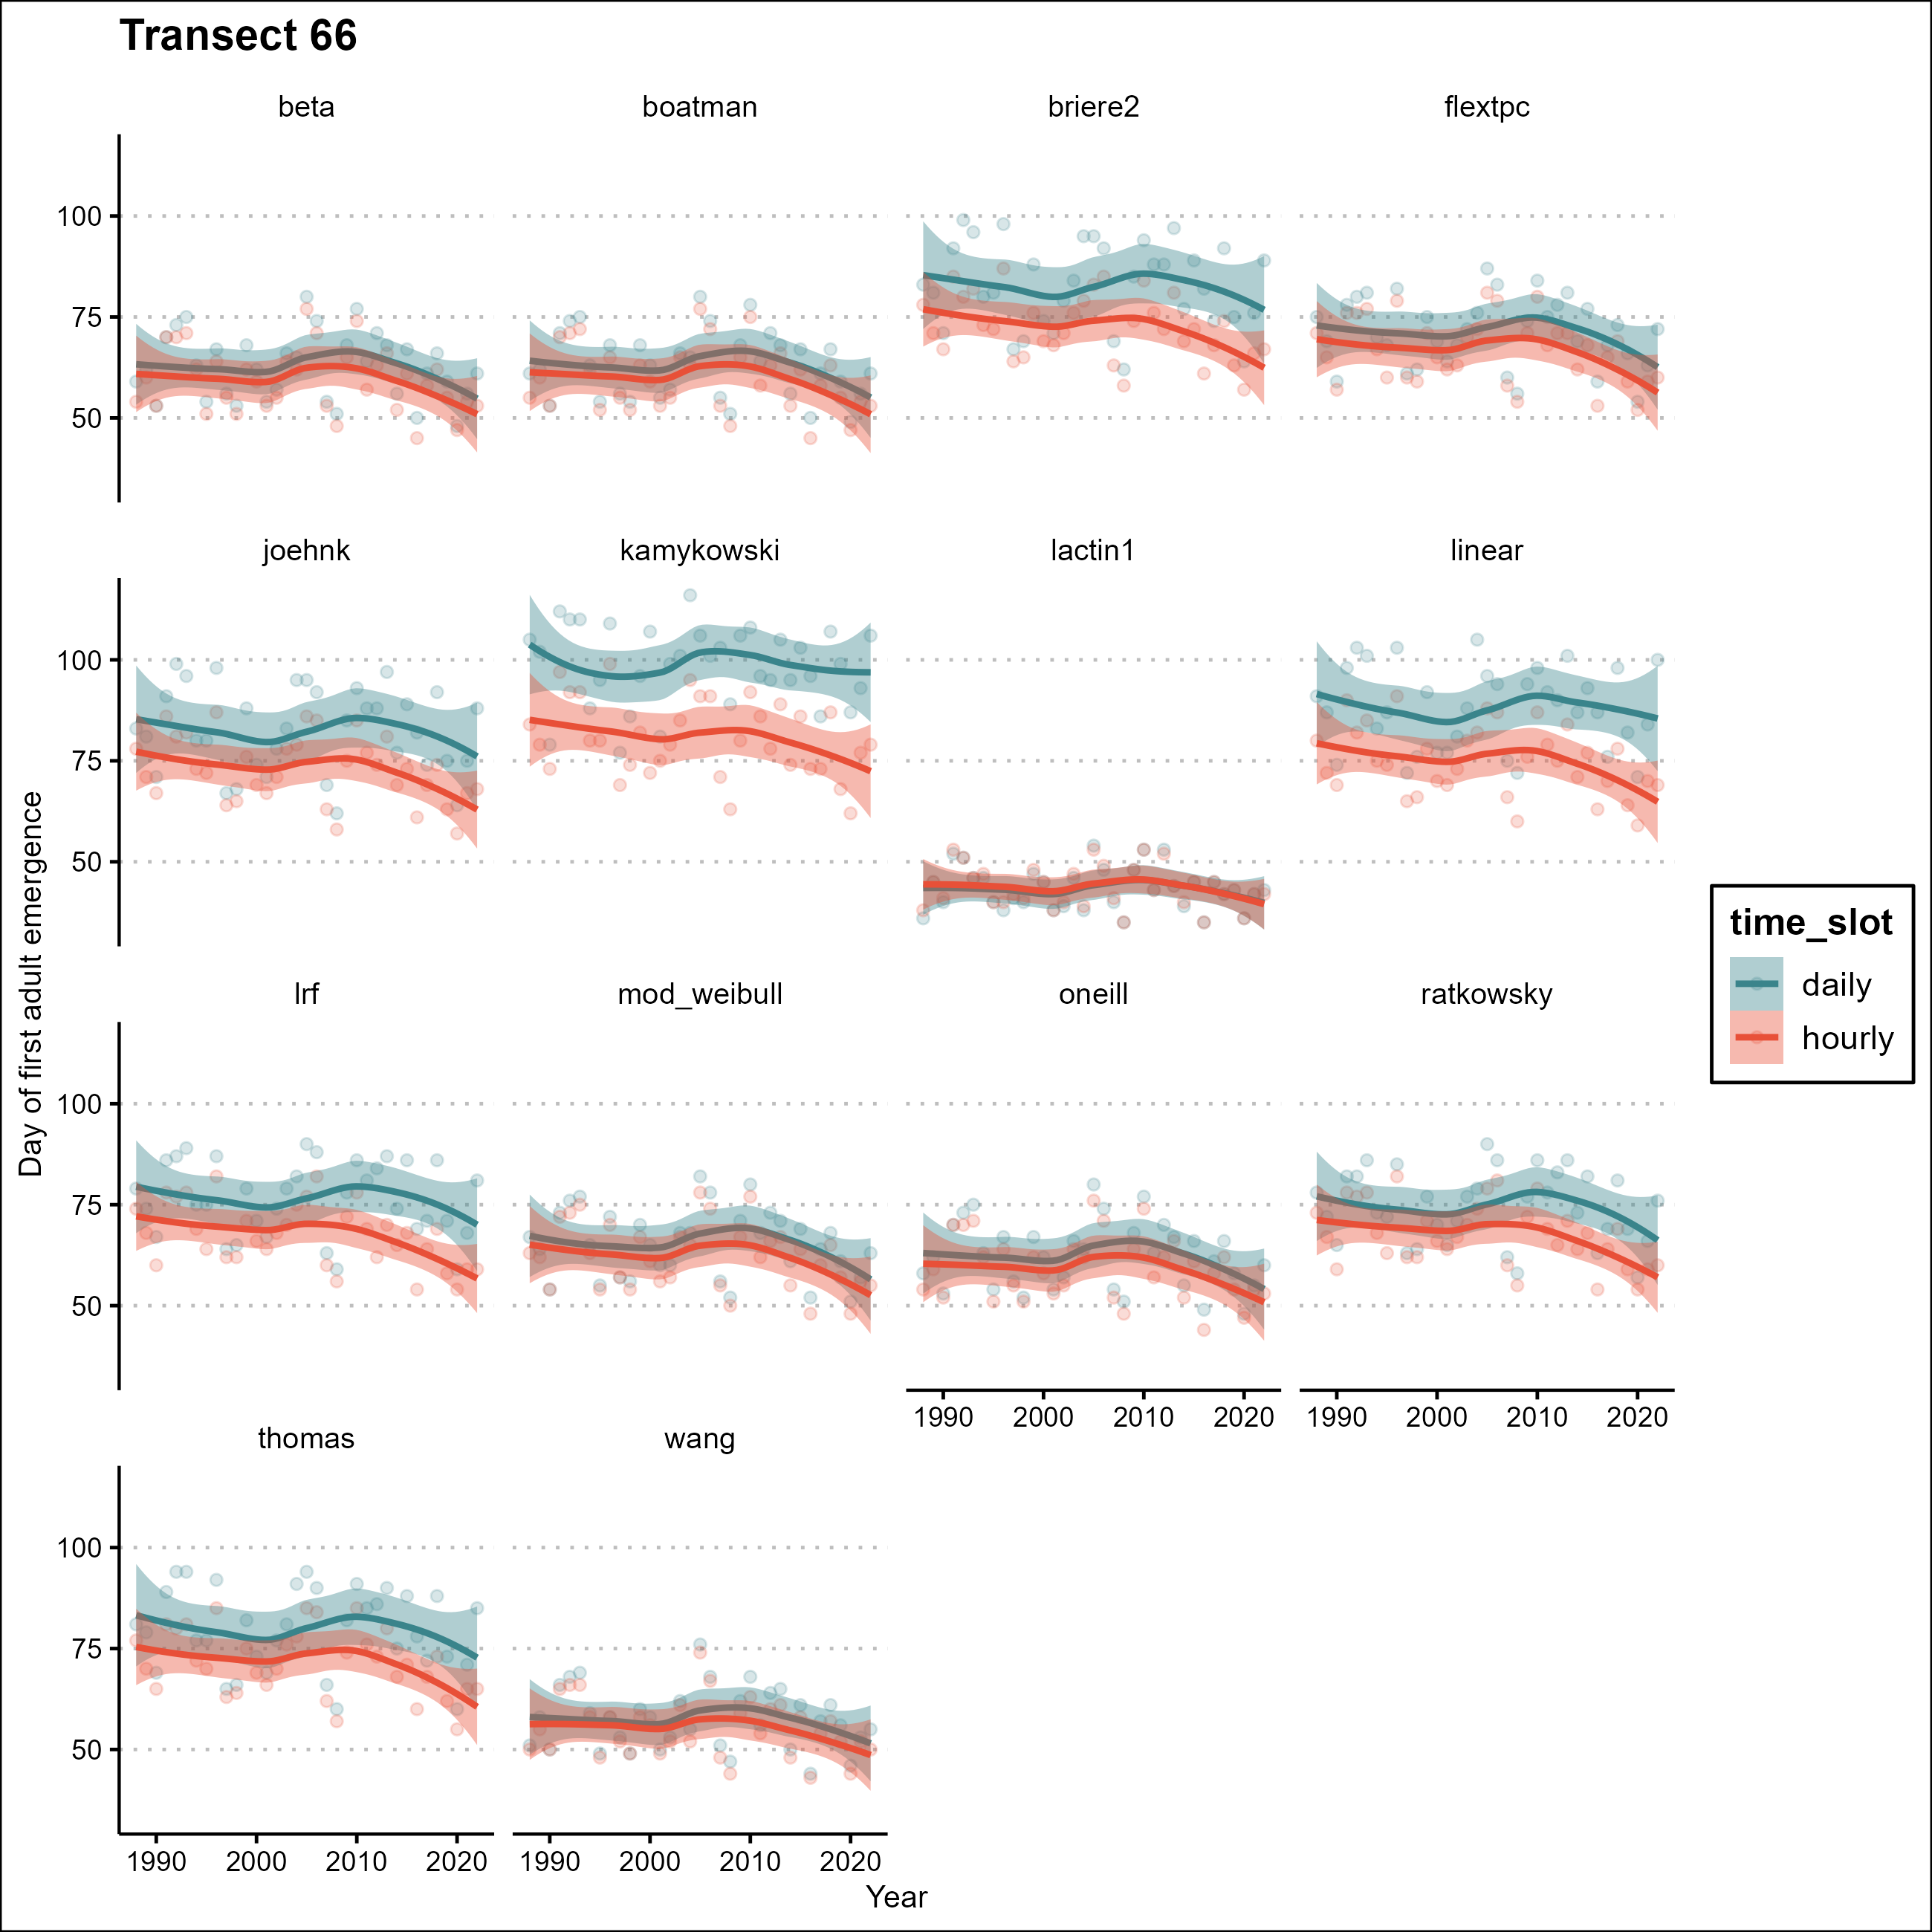 Transect 66
beta boatman briere2 flextpc
100
75
50
joehnk kamykowski lactin1 linear
100
75
50
Day of first adult emergence
time_slot
daily
hourly
lrf mod_weibull oneill ratkowsky
100
75
50
1990 2000 2010 2020 1990 2000 2010 2020
thomas wang
100
75
50
1990 2000 2010 2020 1990 2000 2010 2020
Year